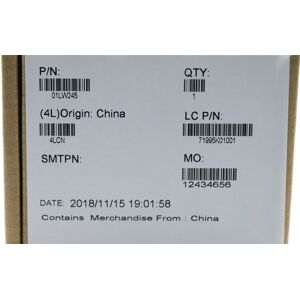 P/N: QTY:
01LW245 1
(4L)Origin: China LC P/N:
4LCN 71995K01001
SMTPN: MO:
12434656
DATE: 2018/11/15 19:01:58
Contains Merchandise From : China